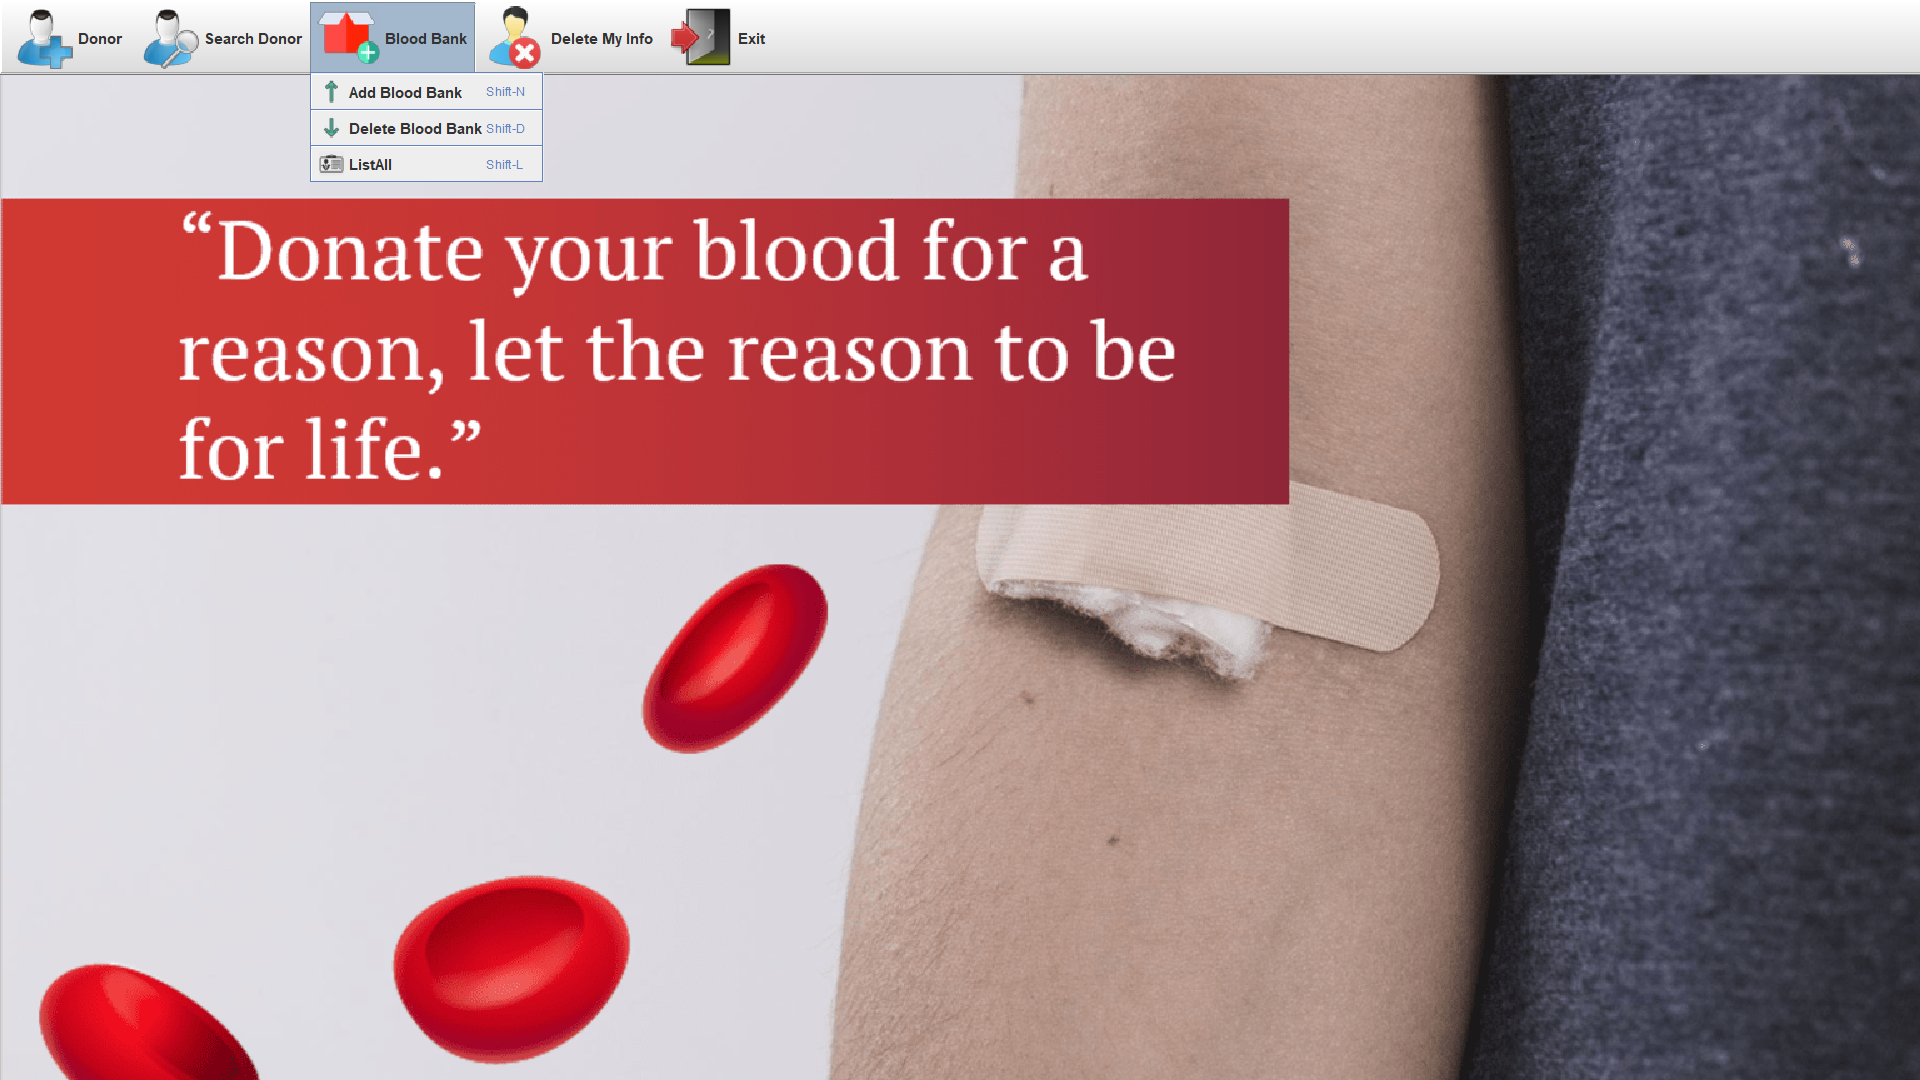 Donor Search Donor Blood Bank Delete My Info Exit
Add Blood Bank Shift-N
Delete Blood Bank Shift-D
ListAll Shift-L
“Donate your blood for a
reason, let the reason to be
for life.”